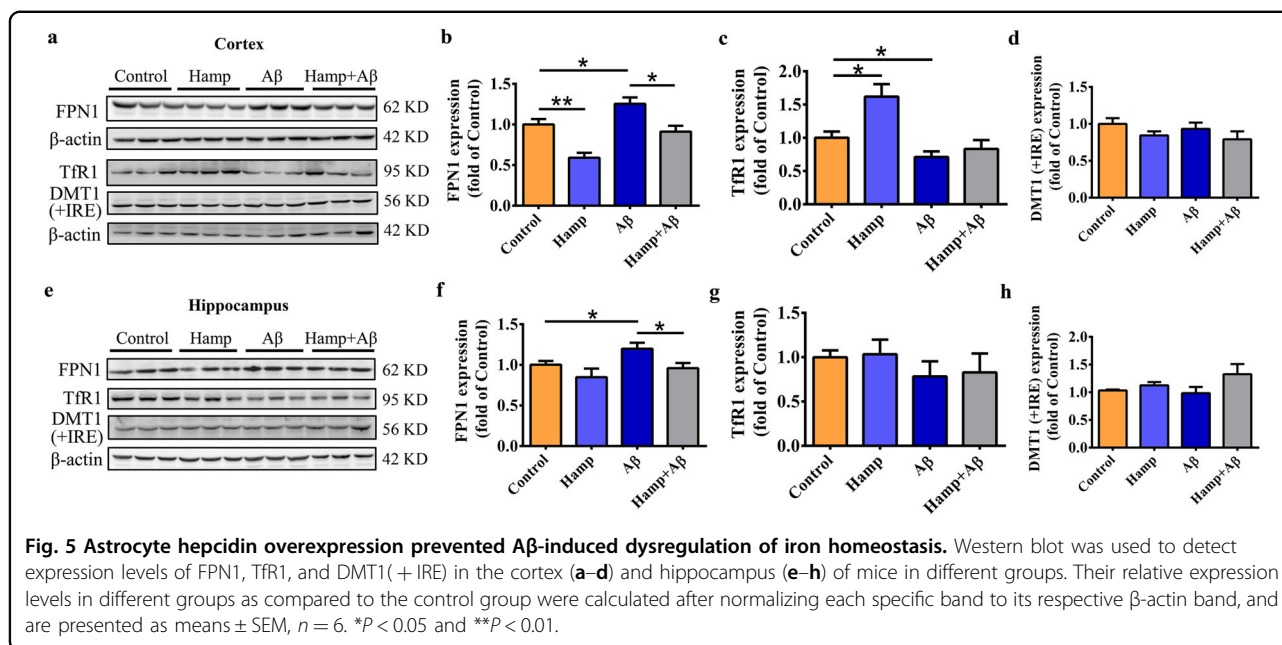 a
Cortex
Control Hamp Aβ Hamp+Aβ
FPN1 62 KD
β-actin 42 KD
TfR1 95 KD
DMT1 (+IRE) 56 KD
β-actin 42 KD
b
FPN1 expression
(fold of Control)
1.5
1.0
0.5
0.0
**
*
*
Control Hamp Aβ Hamp+Aβ
c
TfR1 expression
(fold of Control)
2.0
1.5
1.0
0.5
0.0
*
*
Control Hamp Aβ Hamp+Aβ
d
DMT1 (+IRE) expression
(fold of Control)
1.5
1.0
0.5
0.0
Control Hamp Aβ Hamp+Aβ
e
Hippocampus
Control Hamp Aβ Hamp+Aβ
FPN1 62 KD
TfR1 95 KD
DMT1 (+IRE) 56 KD
β-actin 42 KD
f
FPN1 expression
(fold of Control)
1.5
1.0
0.5
0.0
*
*
Control Hamp Aβ Hamp+Aβ
g
TfR1 expression
(fold of Control)
1.5
1.0
0.5
0.0
Control Hamp Aβ Hamp+Aβ
h
DMT1 (+IRE) expression
(fold of Control)
2.0
1.5
1.0
0.5
0.0
Control Hamp Aβ Hamp+Aβ
Fig. 5 Astrocyte hepcidin overexpression prevented Aβ-induced dysregulation of iron homeostasis. Western blot was used to detect
expression levels of FPN1, TfR1, and DMT1( + IRE) in the cortex (a–d) and hippocampus (e–h) of mice in different groups. Their relative expression
levels in different groups as compared to the control group were calculated after normalizing each specific band to its respective β-actin band, and
are presented as means ± SEM, n = 6. *P < 0.05 and **P < 0.01.